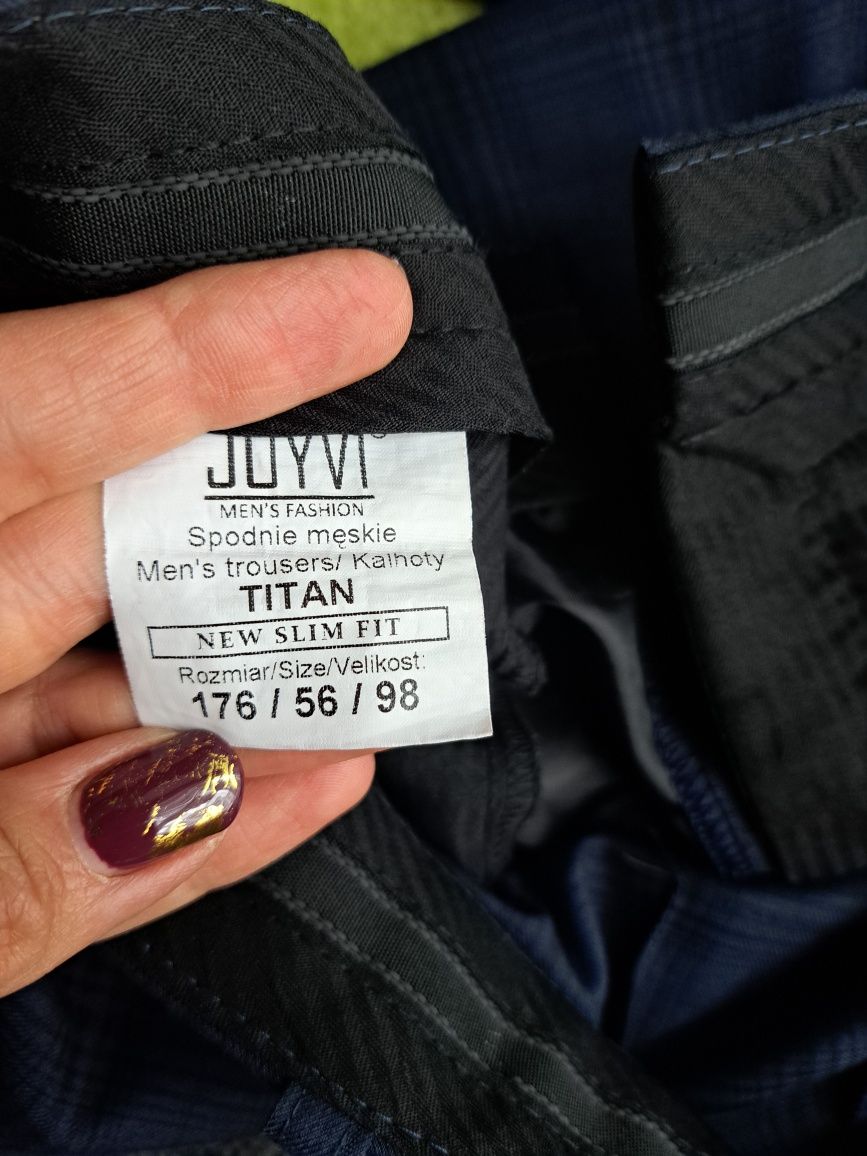 JOYVI
MEN'S FASHION
Spodnie męskie
Men's trousers/ Kalhoty
TITAN
NEW SLIM FIT
Rozmiar/Size/Velikost:
176 / 56 / 98